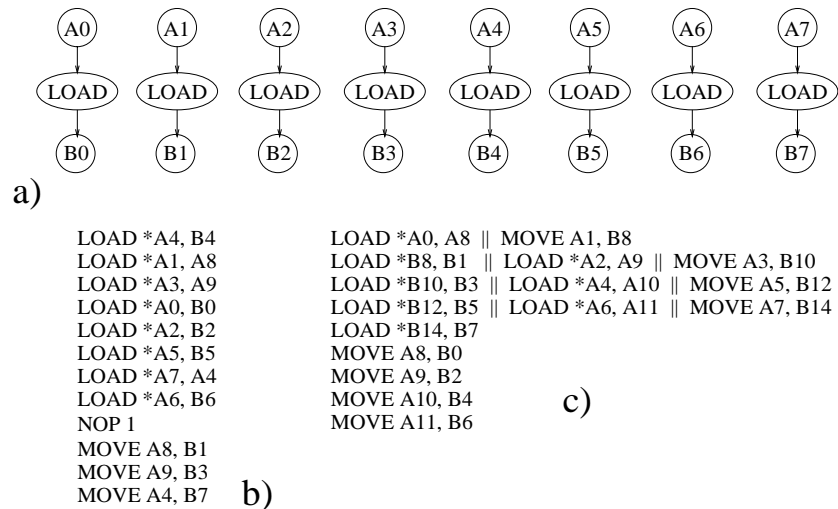 A0 A1 A2 A3 A4 A5 A6 A7
LOAD LOAD LOAD LOAD LOAD LOAD LOAD LOAD
B0 B1 B2 B3 B4 B5 B6 B7
a)
LOAD *A4, B4
LOAD *A1, A8
LOAD *A3, A9
LOAD *A0, B0
LOAD *A2, B2
LOAD *A5, B5
LOAD *A7, A4
LOAD *A6, B6
NOP 1
MOVE A8, B1
MOVE A9, B3
MOVE A4, B7
b)
LOAD *A0, A8 || MOVE A1, B8
LOAD *B8, B1 || LOAD *A2, A9 || MOVE A3, B10
LOAD *B10, B3 || LOAD *A4, A10 || MOVE A5, B12
LOAD *B12, B5 || LOAD *A6, A11 || MOVE A7, B14
LOAD *B14, B7
MOVE A8, B0
MOVE A9, B2
MOVE A10, B4
MOVE A11, B6
c)